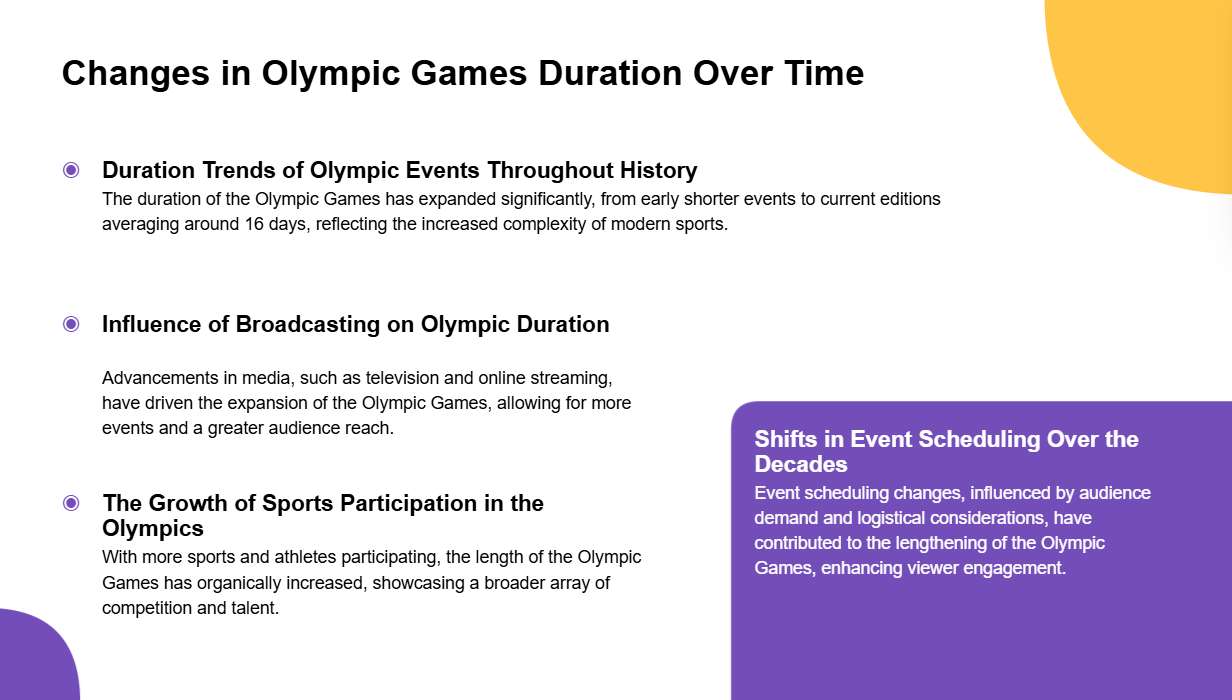 Changes in Olympic Games Duration Over Time
Duration Trends of Olympic Events Throughout History
The duration of the Olympic Games has expanded significantly, from early shorter events to current editions
averaging around 16 days, reflecting the increased complexity of modern sports.
Influence of Broadcasting on Olympic Duration
Advancements in media, such as television and online streaming,
have driven the expansion of the Olympic Games, allowing for more
events and a greater audience reach.
The Growth of Sports Participation in the
Olympics
With more sports and athletes participating, the length of the Olympic
Games has organically increased, showcasing a broader array of
competition and talent.
Shifts in Event Scheduling Over the
Decades
Event scheduling changes, influenced by audience
demand and logistical considerations, have
contributed to the lengthening of the Olympic
Games, enhancing viewer engagement.